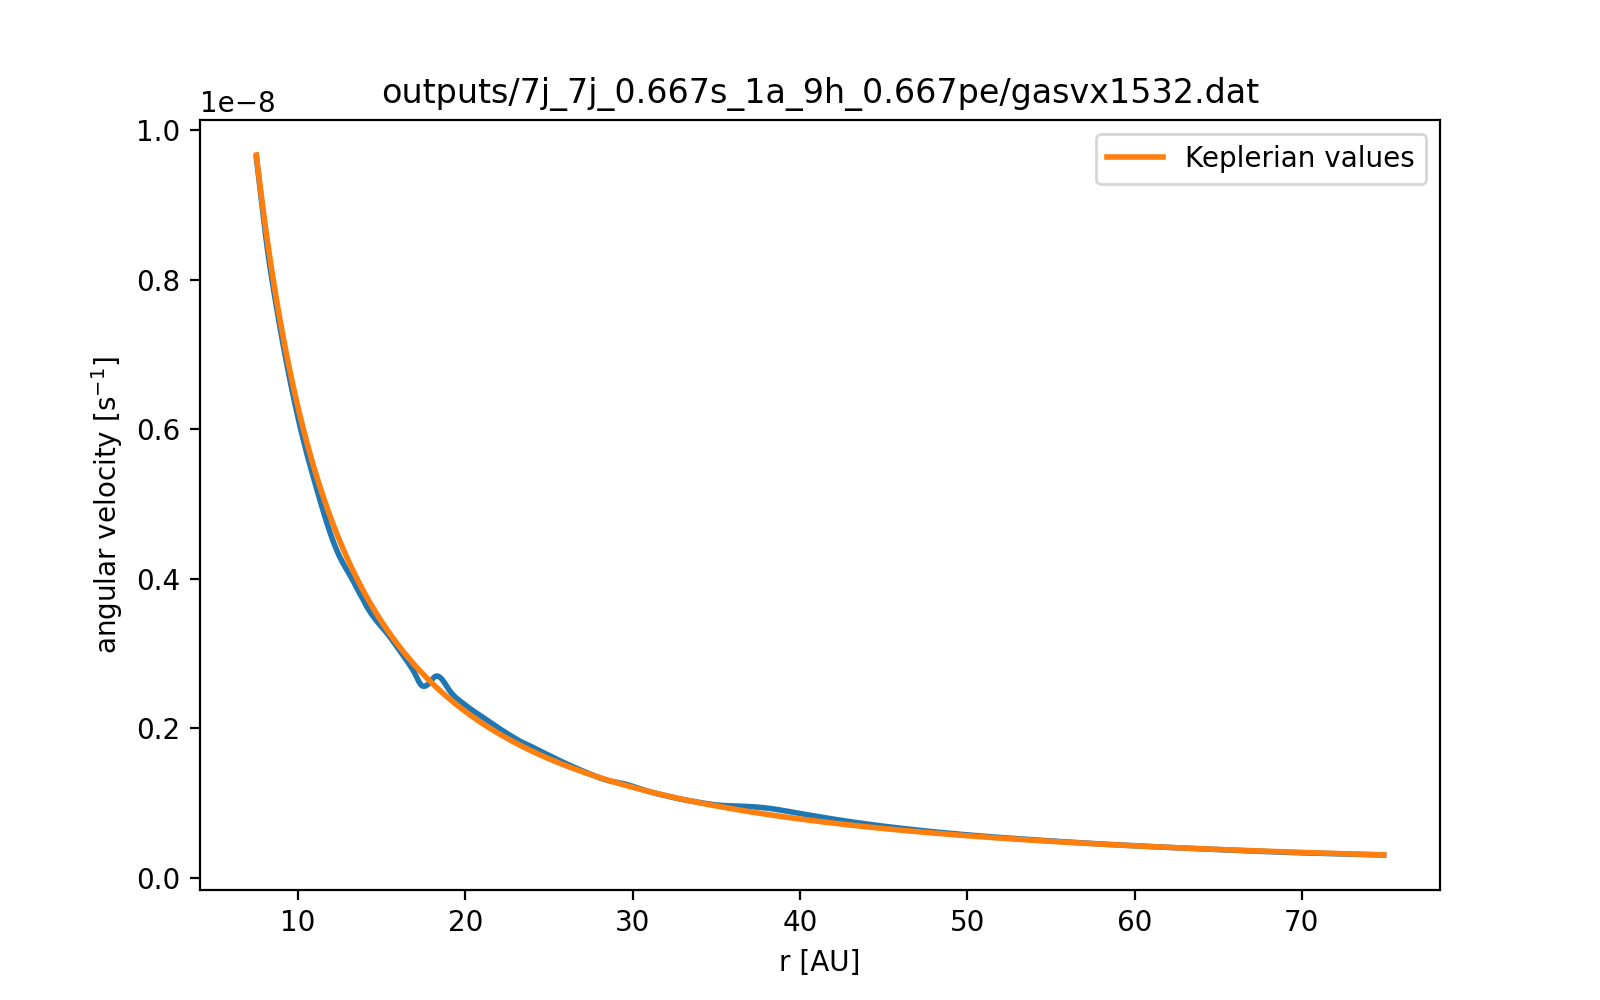 outputs/7j_7j_0.667s_1a_9h_0.667pe/gasvx1532.dat
1e−8
Keplerian values
1.0
0.8
0.6
0.4
0.2
0.0
angular velocity [s⁻¹]
10 20 30 40 50 60 70
r [AU]